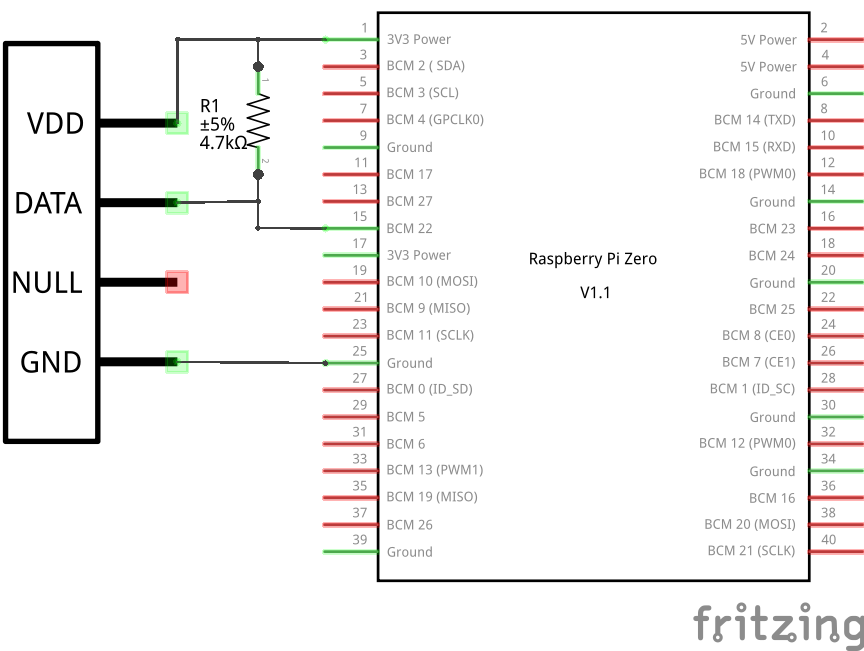 VDD
DATA
NULL
GND
R1
±5%
4.7kΩ
1
2
1 3V3 Power
3 BCM 2 ( SDA)
5 BCM 3 (SCL)
7 BCM 4 (GPCLK0)
9 Ground
11 BCM 17
13 BCM 27
15 BCM 22
17 3V3 Power
19 BCM 10 (MOSI)
21 BCM 9 (MISO)
23 BCM 11 (SCLK)
25 Ground
27 BCM 0 (ID_SD)
29 BCM 5
31 BCM 6
33 BCM 13 (PWM1)
35 BCM 19 (MISO)
37 BCM 26
39 Ground
Raspberry Pi Zero
V1.1
5V Power 2
5V Power 4
Ground 6
BCM 14 (TXD) 8
BCM 15 (RXD) 10
BCM 18 (PWM0) 12
Ground 14
BCM 23 16
BCM 24 18
Ground 20
BCM 25 22
BCM 8 (CE0) 24
BCM 7 (CE1) 26
BCM 1 (ID_SC) 28
Ground 30
BCM 12 (PWM0) 32
Ground 34
BCM 16 36
BCM 20 (MOSI) 38
BCM 21 (SCLK) 40
fritzing